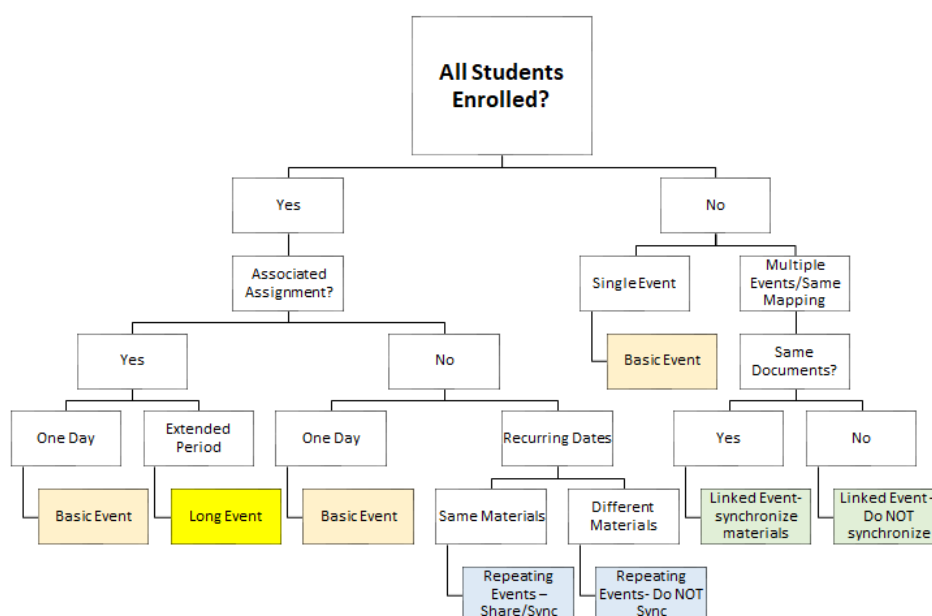 All Students
Enrolled?
Yes
No
Associated
Assignment?
Single Event
Multiple
Events/Same
Mapping
Yes
No
Basic Event
Same
Documents?
One Day
Extended
Period
One Day
Recurring Dates
Yes
No
Basic Event
Long Event
Basic Event
Same Materials
Different
Materials
Linked Event-
synchronize
materials
Linked Event -
Do NOT
synchronize
Repeating
Events –
Share/Sync
Repeating
Events- Do NOT
Sync